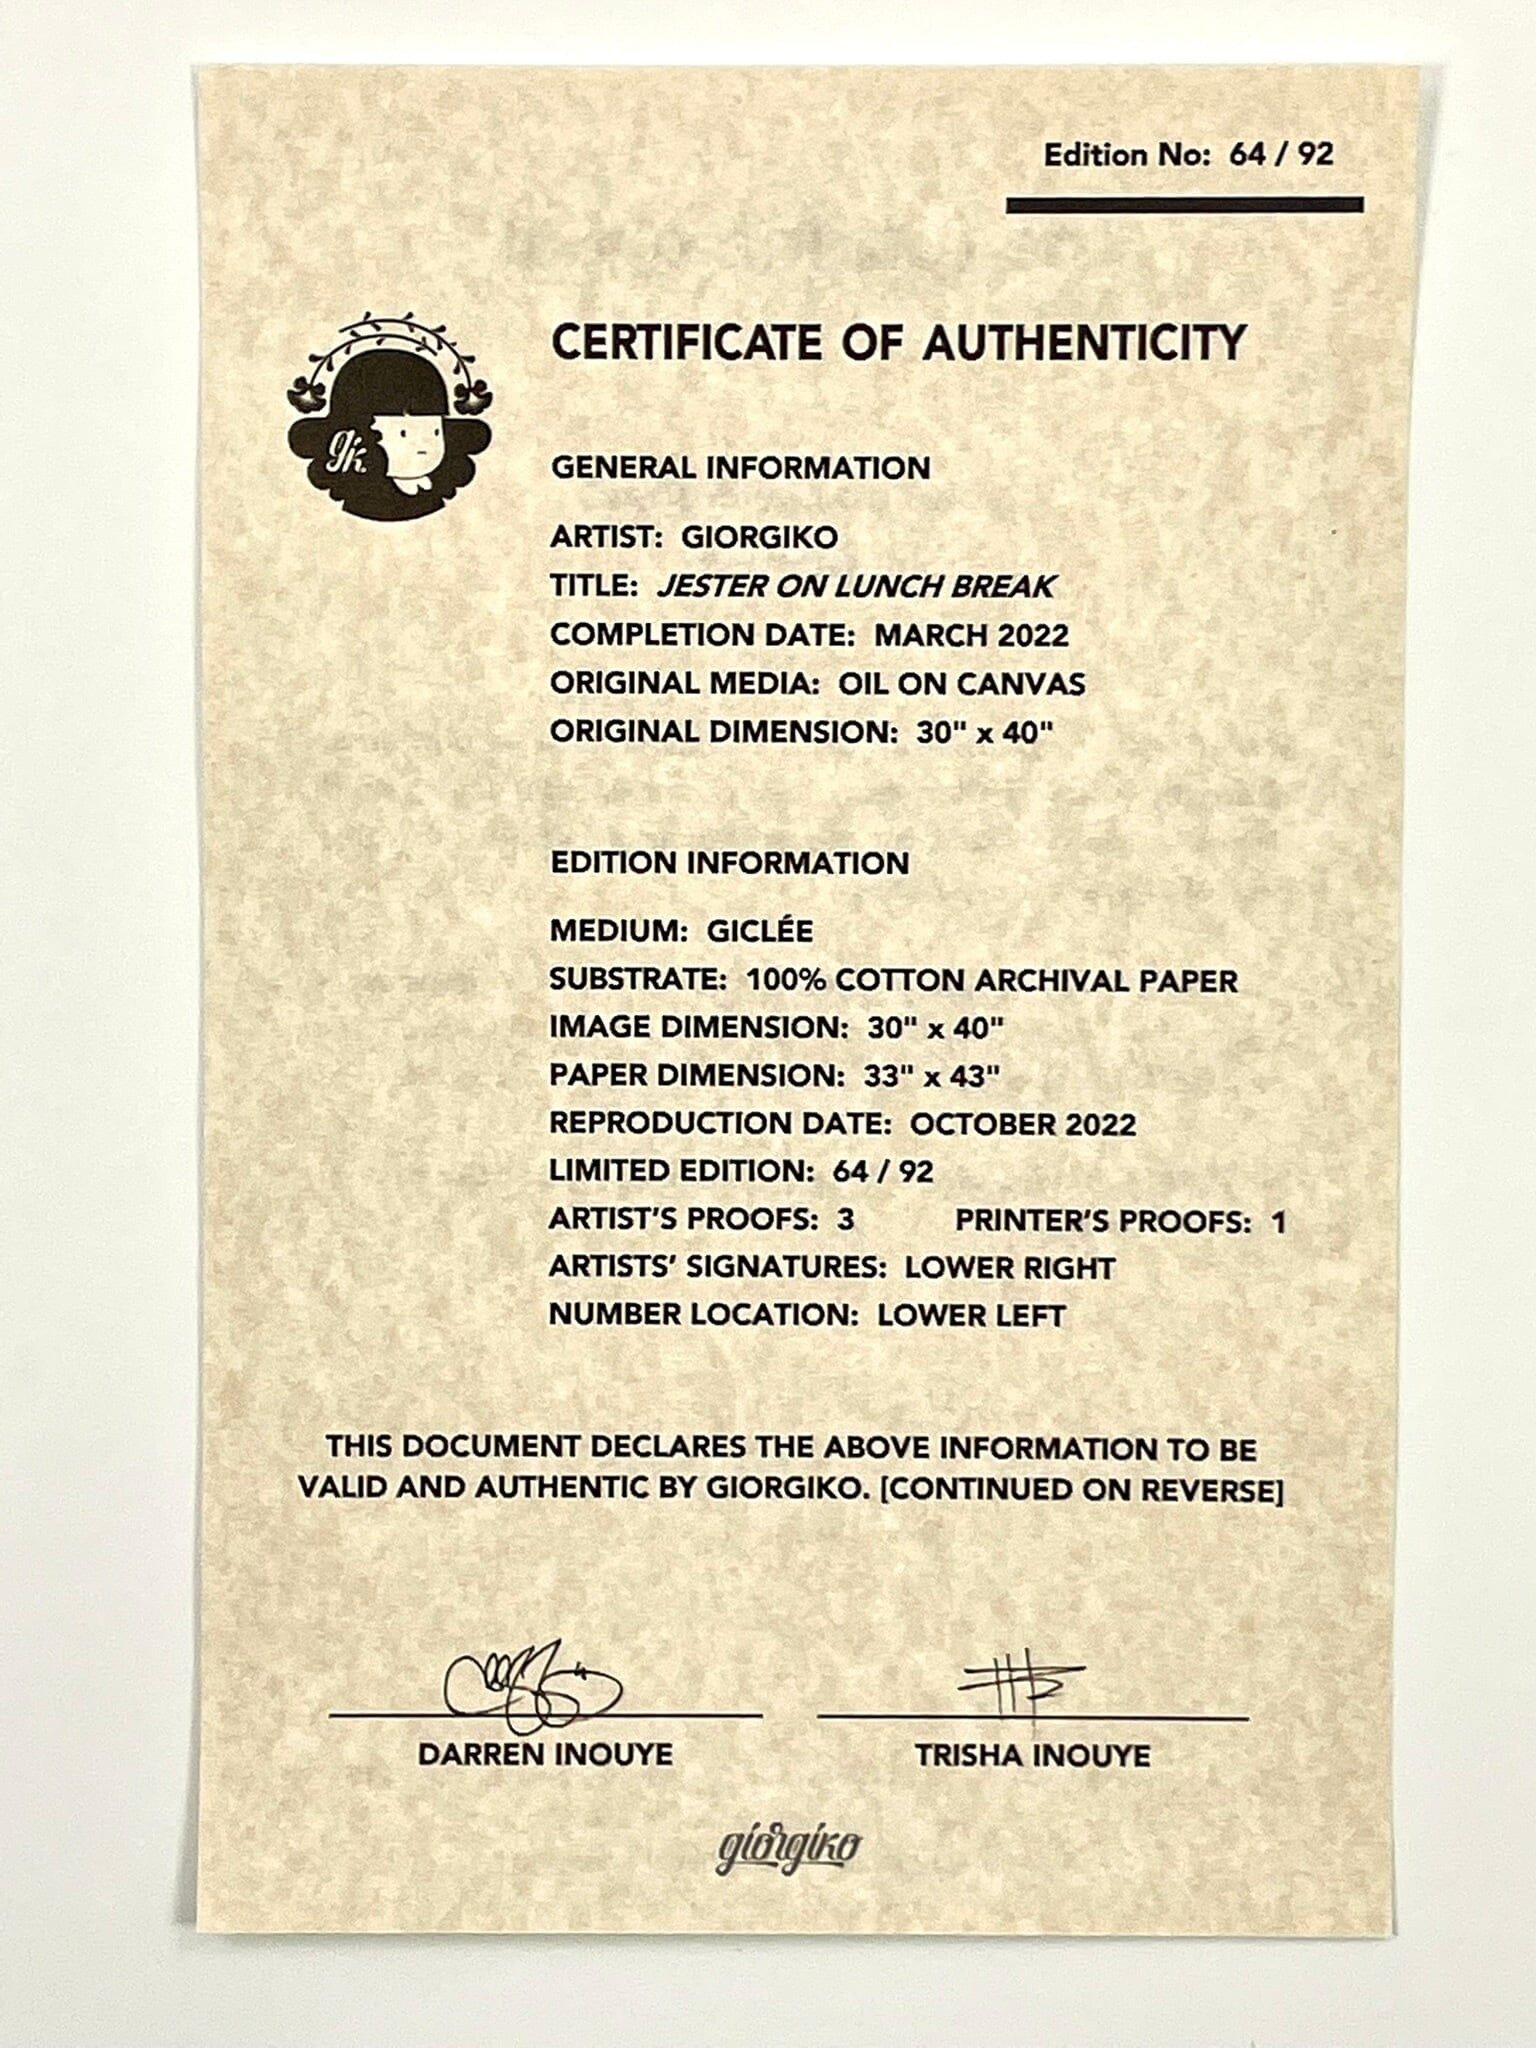 Edition No: 64 / 92
CERTIFICATE OF AUTHENTICITY
gk.
GENERAL INFORMATION
ARTIST: GIORGIKO
TITLE: JESTER ON LUNCH BREAK
COMPLETION DATE: MARCH 2022
ORIGINAL MEDIA: OIL ON CANVAS
ORIGINAL DIMENSION: 30" x 40"
EDITION INFORMATION
MEDIUM: GICLÉE
SUBSTRATE: 100% COTTON ARCHIVAL PAPER
IMAGE DIMENSION: 30" x 40"
PAPER DIMENSION: 33" x 43"
REPRODUCTION DATE: OCTOBER 2022
LIMITED EDITION: 64 / 92
ARTIST’S PROOFS: 3 PRINTER’S PROOFS: 1
ARTISTS’ SIGNATURES: LOWER RIGHT
NUMBER LOCATION: LOWER LEFT
THIS DOCUMENT DECLARES THE ABOVE INFORMATION TO BE
VALID AND AUTHENTIC BY GIORGIKO. [CONTINUED ON REVERSE]
DARREN INOUYE TRISHA INOUYE
giorgiko